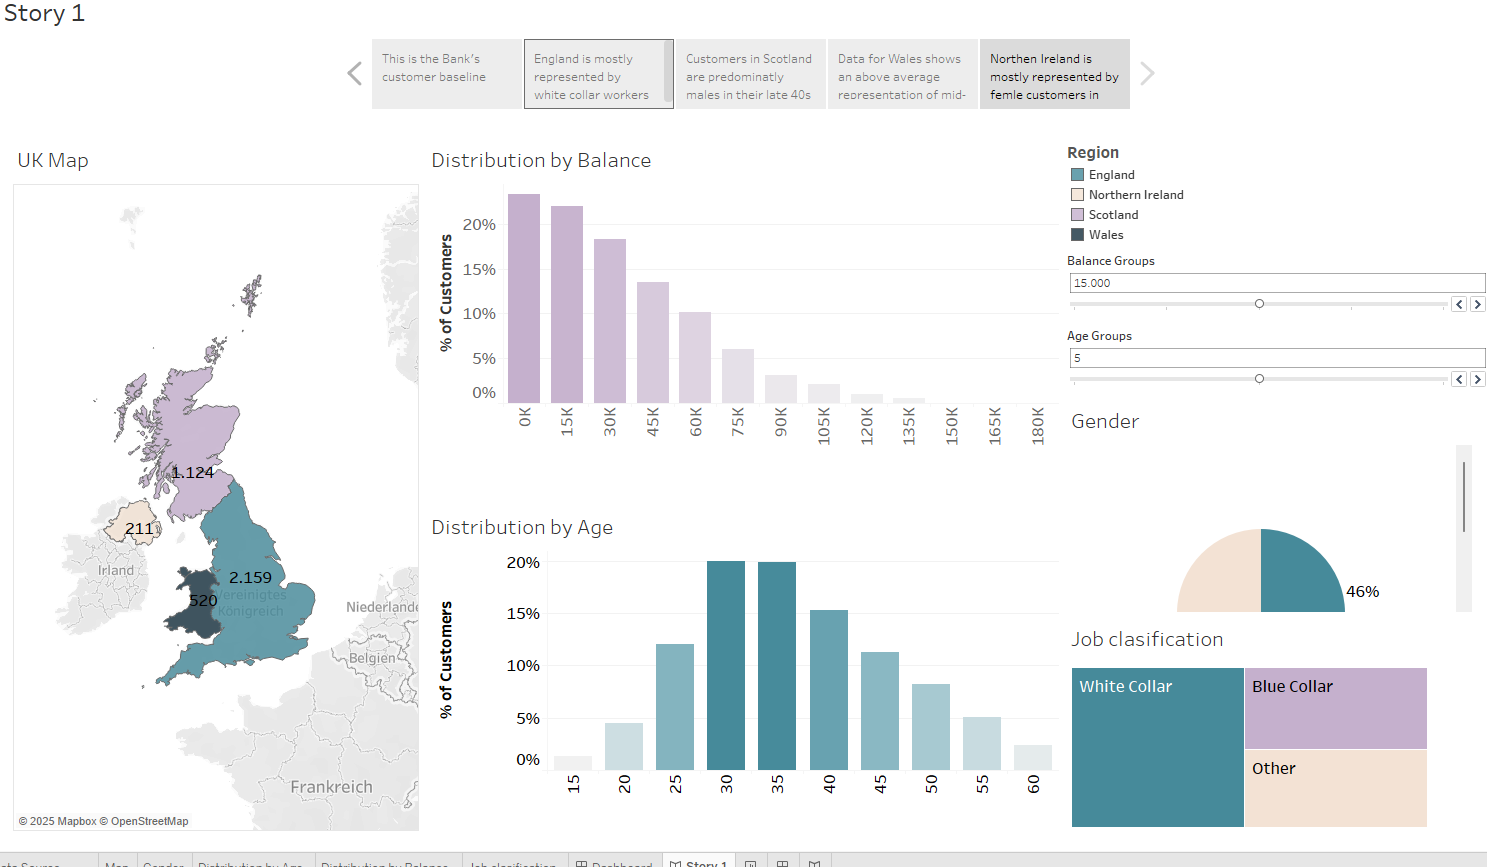 Story 1
This is the Bank's
customer baseline
England is mostly
represented by
white collar workers
Customers in Scotland
are predominatly
males in their late 40s
Data for Wales shows
an above average
representation of mid-
Northen Ireland is
mostly represented by
femle customers in
UK Map
1.124
211
Irland
2.159
520
Vereinigtes
Königreich
Niederlande
Belgien
Frankreich
© 2025 Mapbox © OpenStreetMap
Distribution by Balance
% of Customers
20%
15%
10%
5%
0%
0K
15K
30K
45K
60K
75K
90K
105K
120K
135K
150K
165K
180K
Distribution by Age
% of Customers
20%
15%
10%
5%
0%
15
20
25
30
35
40
45
50
55
60
Region
England
Northern Ireland
Scotland
Wales
Balance Groups
15.000
Age Groups
5
Gender
46%
Job clasification
White Collar
Blue Collar
Other
Map
Gender
Distribution by Age
Distribution by Balance
Job clasification
Dashboard
Story 1